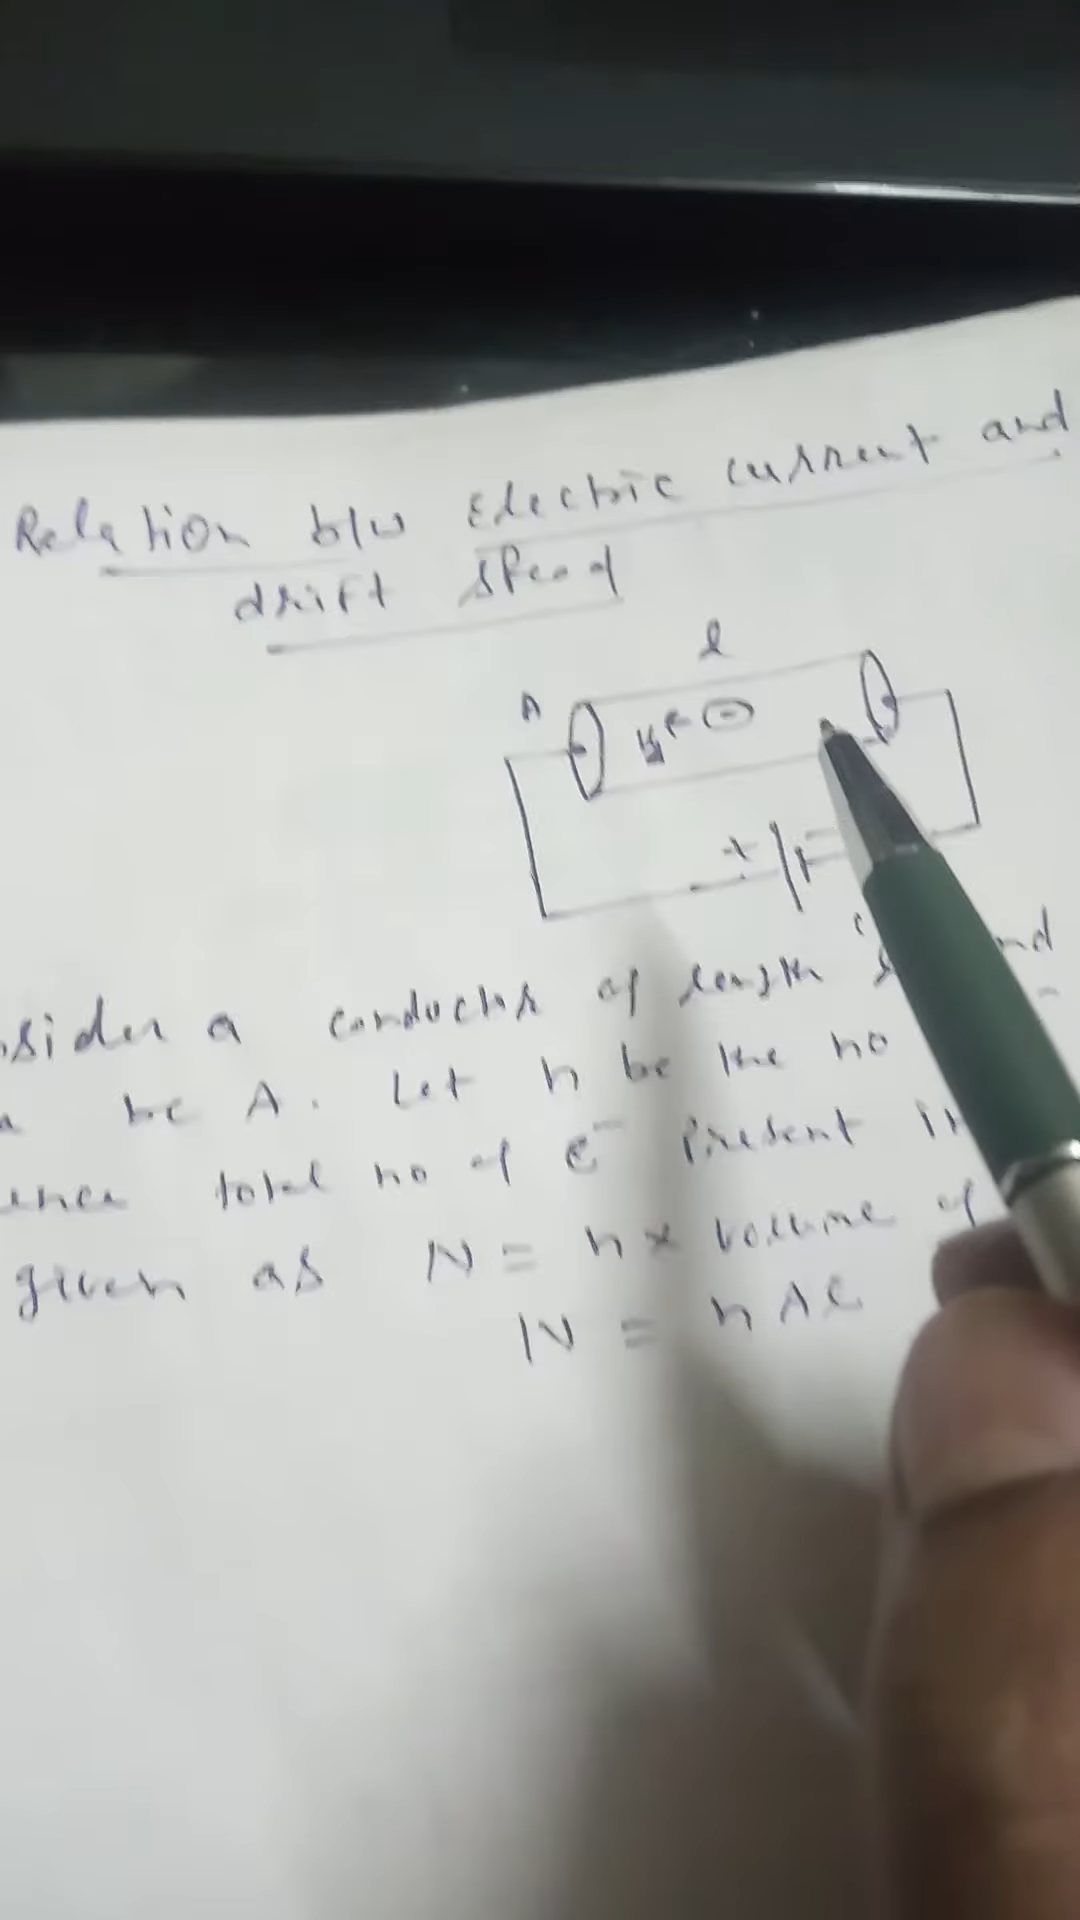 Relation b/w Electric current and
drift speed
l
A
+
a conductor of length
be A. Let n be the no
total no of e⁻ Present in
given as N = n x volume of
N = nAl